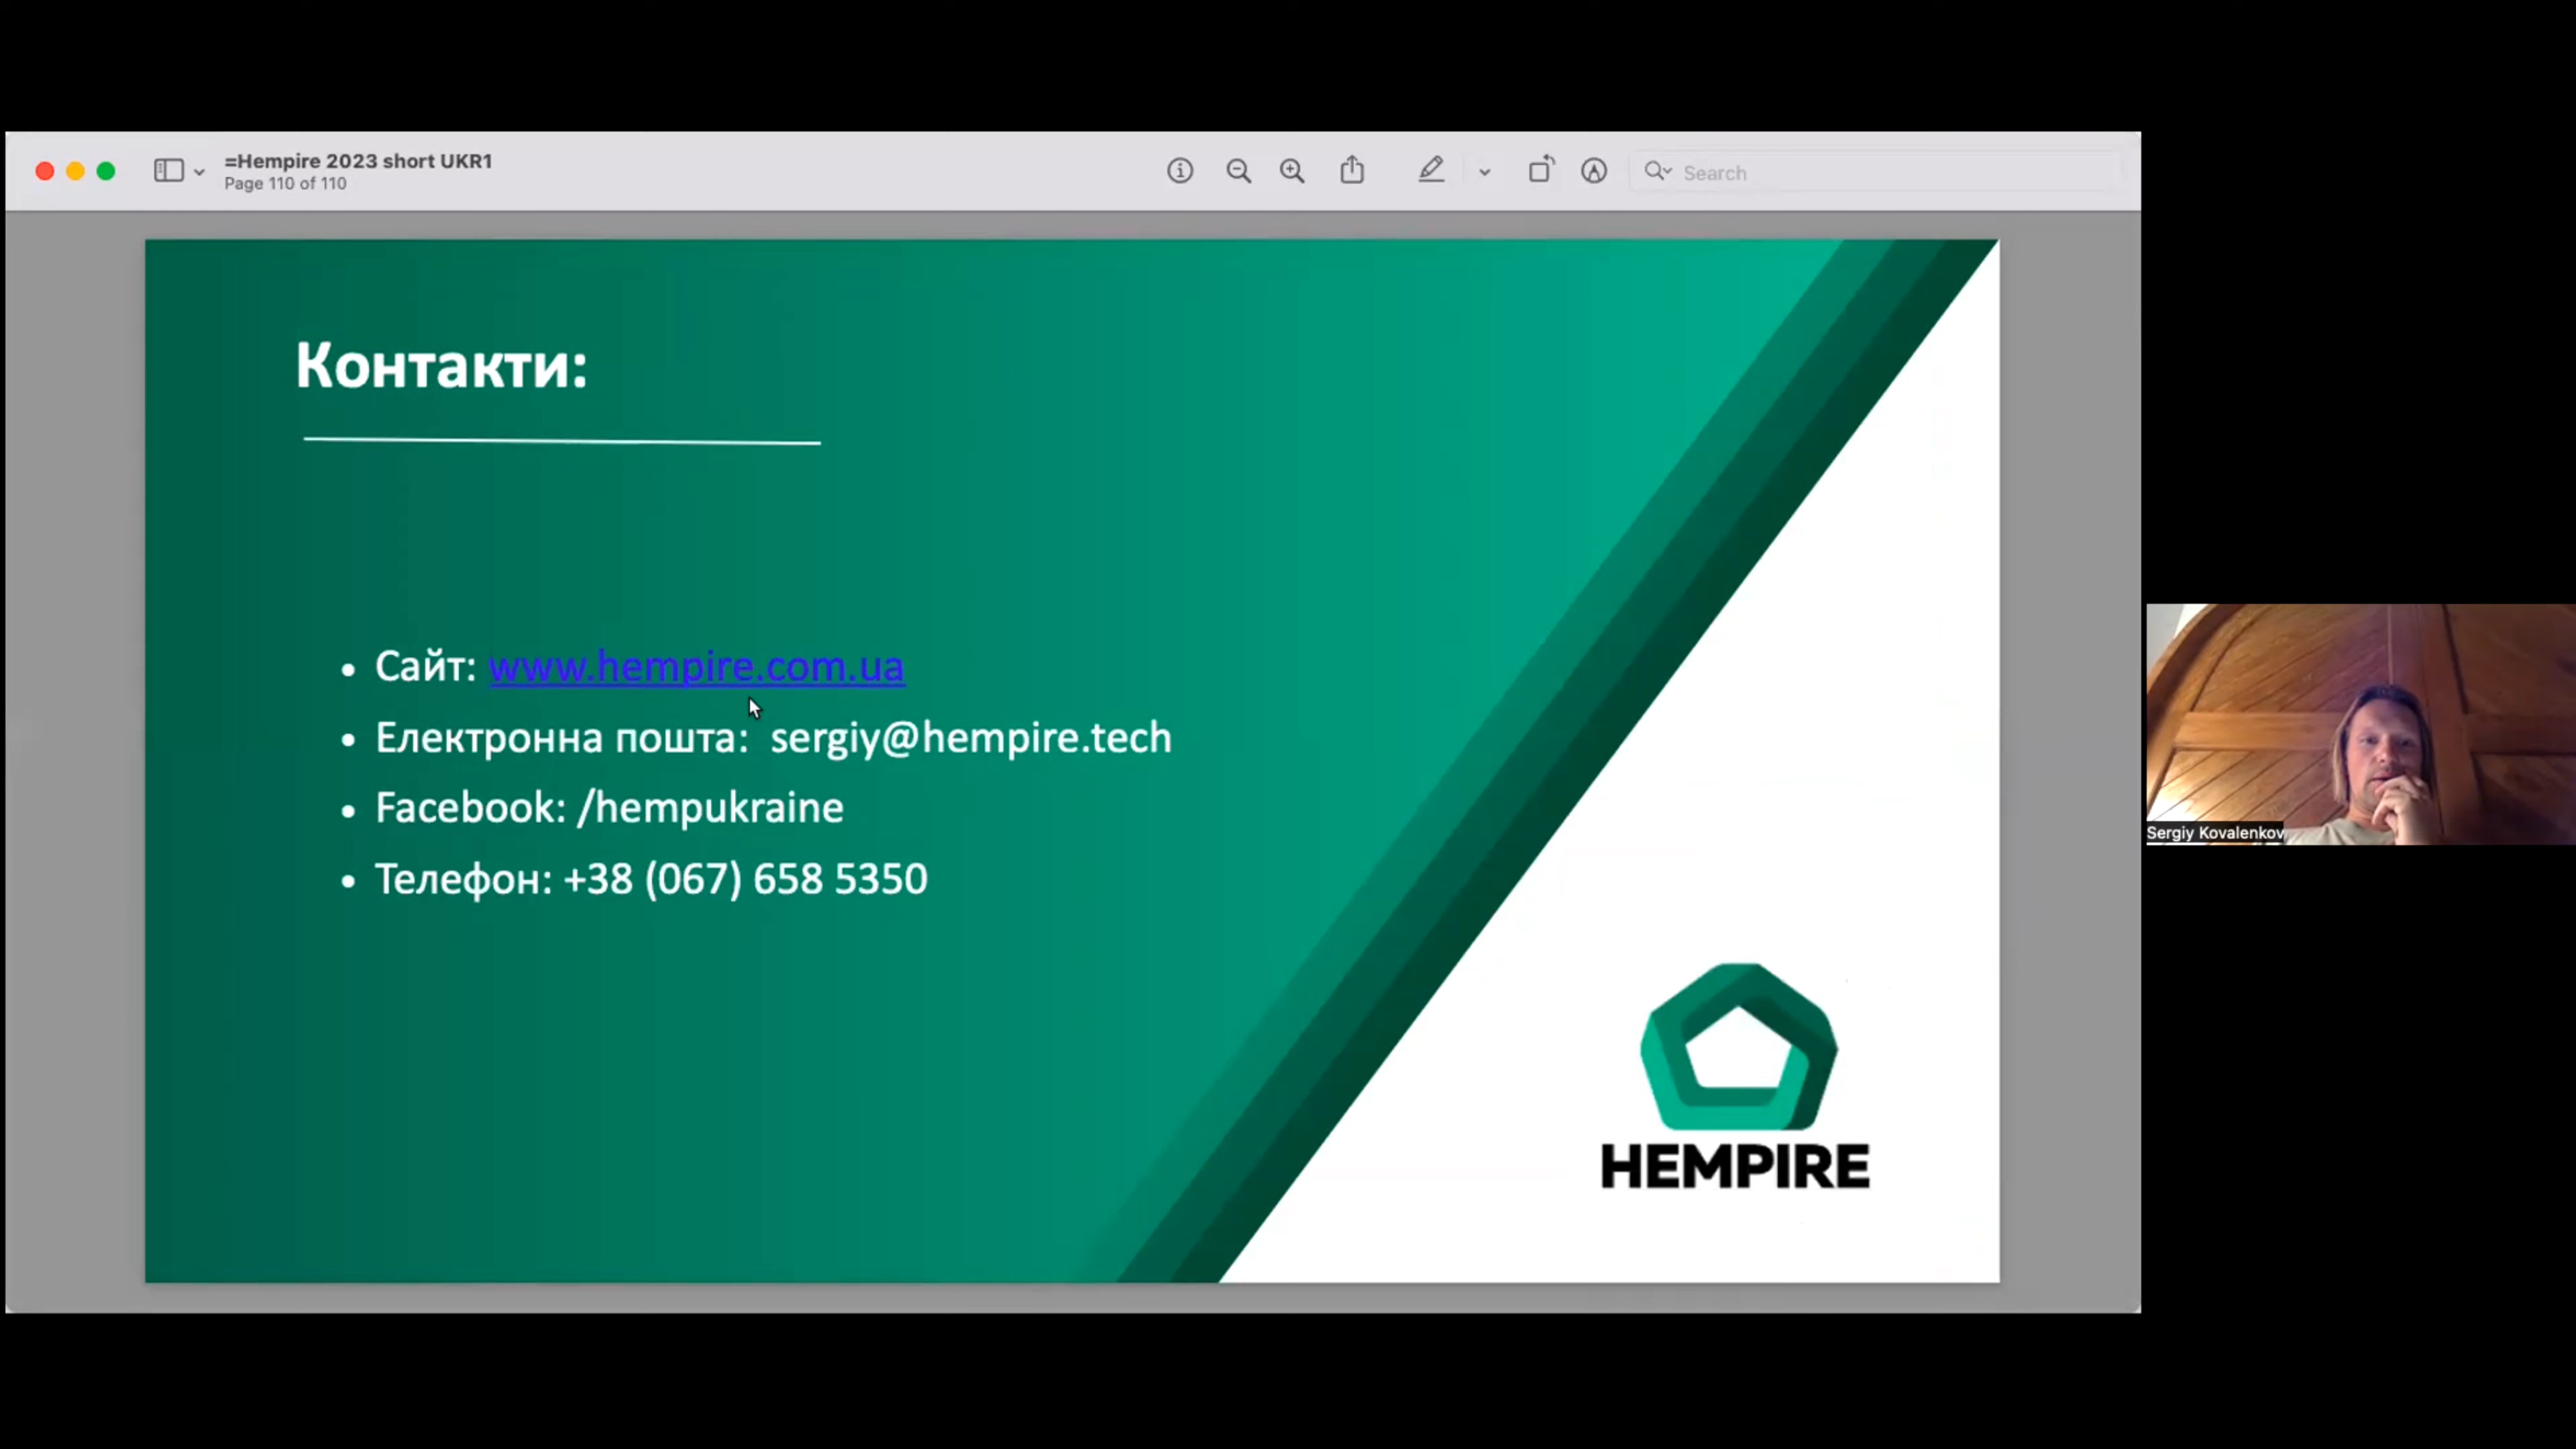 =Hempire 2023 short UKR1
Page 110 of 110
Search
Контакти:
• Сайт: www.hempire.com.ua
• Електронна пошта: sergiy@hempire.tech
• Facebook: /hempukraine
• Телефон: +38 (067) 658 5350
HEMPIRE
Sergiy Kovalenkov